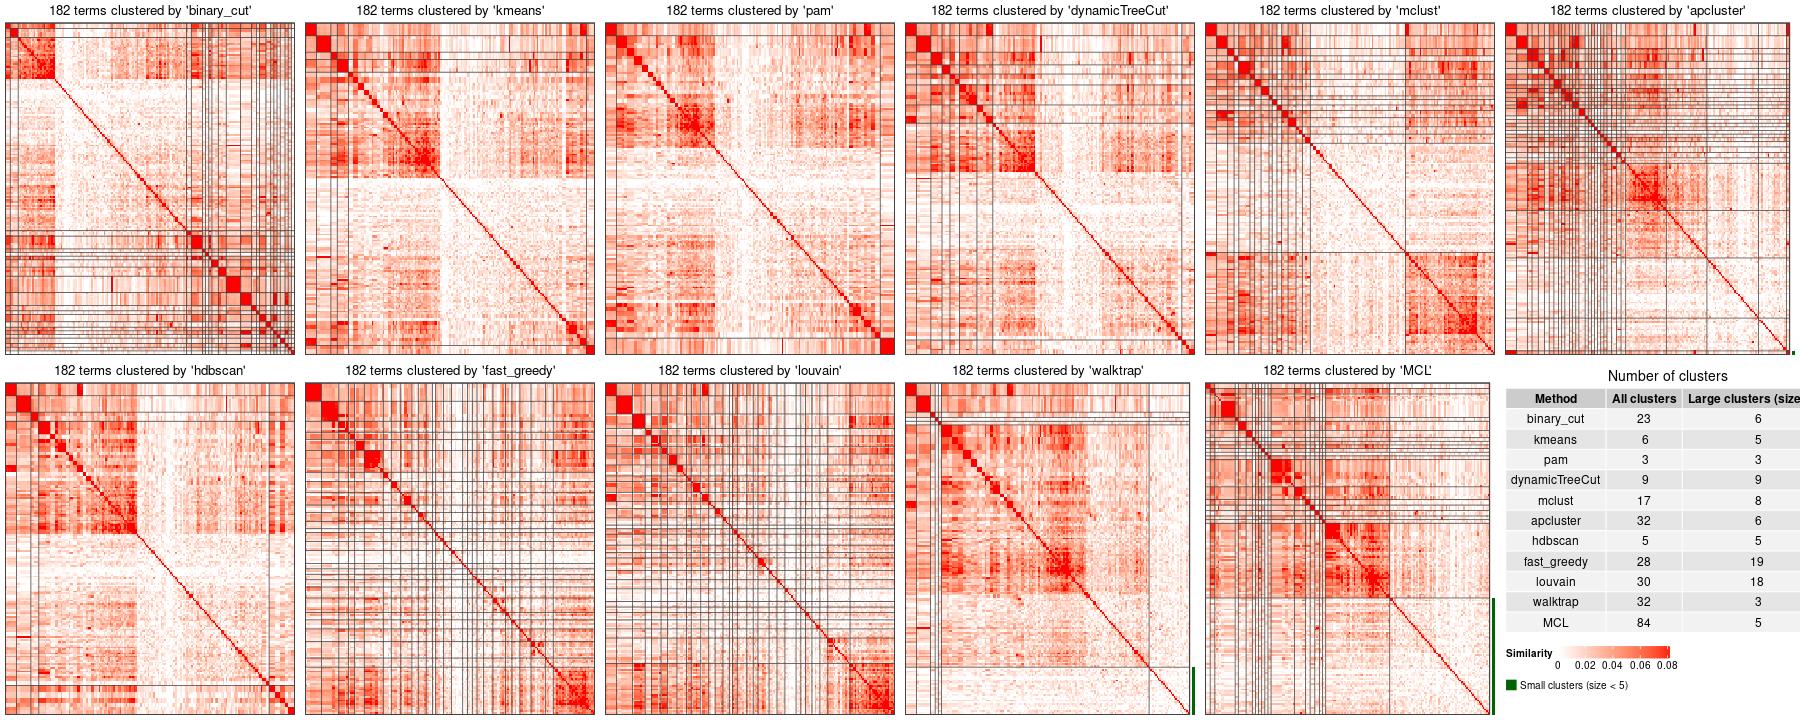 182 terms clustered by 'binary_cut'
182 terms clustered by 'kmeans'
182 terms clustered by 'pam'
182 terms clustered by 'dynamicTreeCut'
182 terms clustered by 'mclust'
182 terms clustered by 'apcluster'
182 terms clustered by 'hdbscan'
182 terms clustered by 'fast_greedy'
182 terms clustered by 'louvain'
182 terms clustered by 'walktrap'
182 terms clustered by 'MCL'
Number of clusters
Method All clusters Large clusters (size
binary_cut 23 6
kmeans 6 5
pam 3 3
dynamicTreeCut 9 9
mclust 17 8
apcluster 32 6
hdbscan 5 5
fast_greedy 28 19
louvain 30 18
walktrap 32 3
MCL 84 5
Similarity
0 0.02 0.04 0.06 0.08
Small clusters (size < 5)